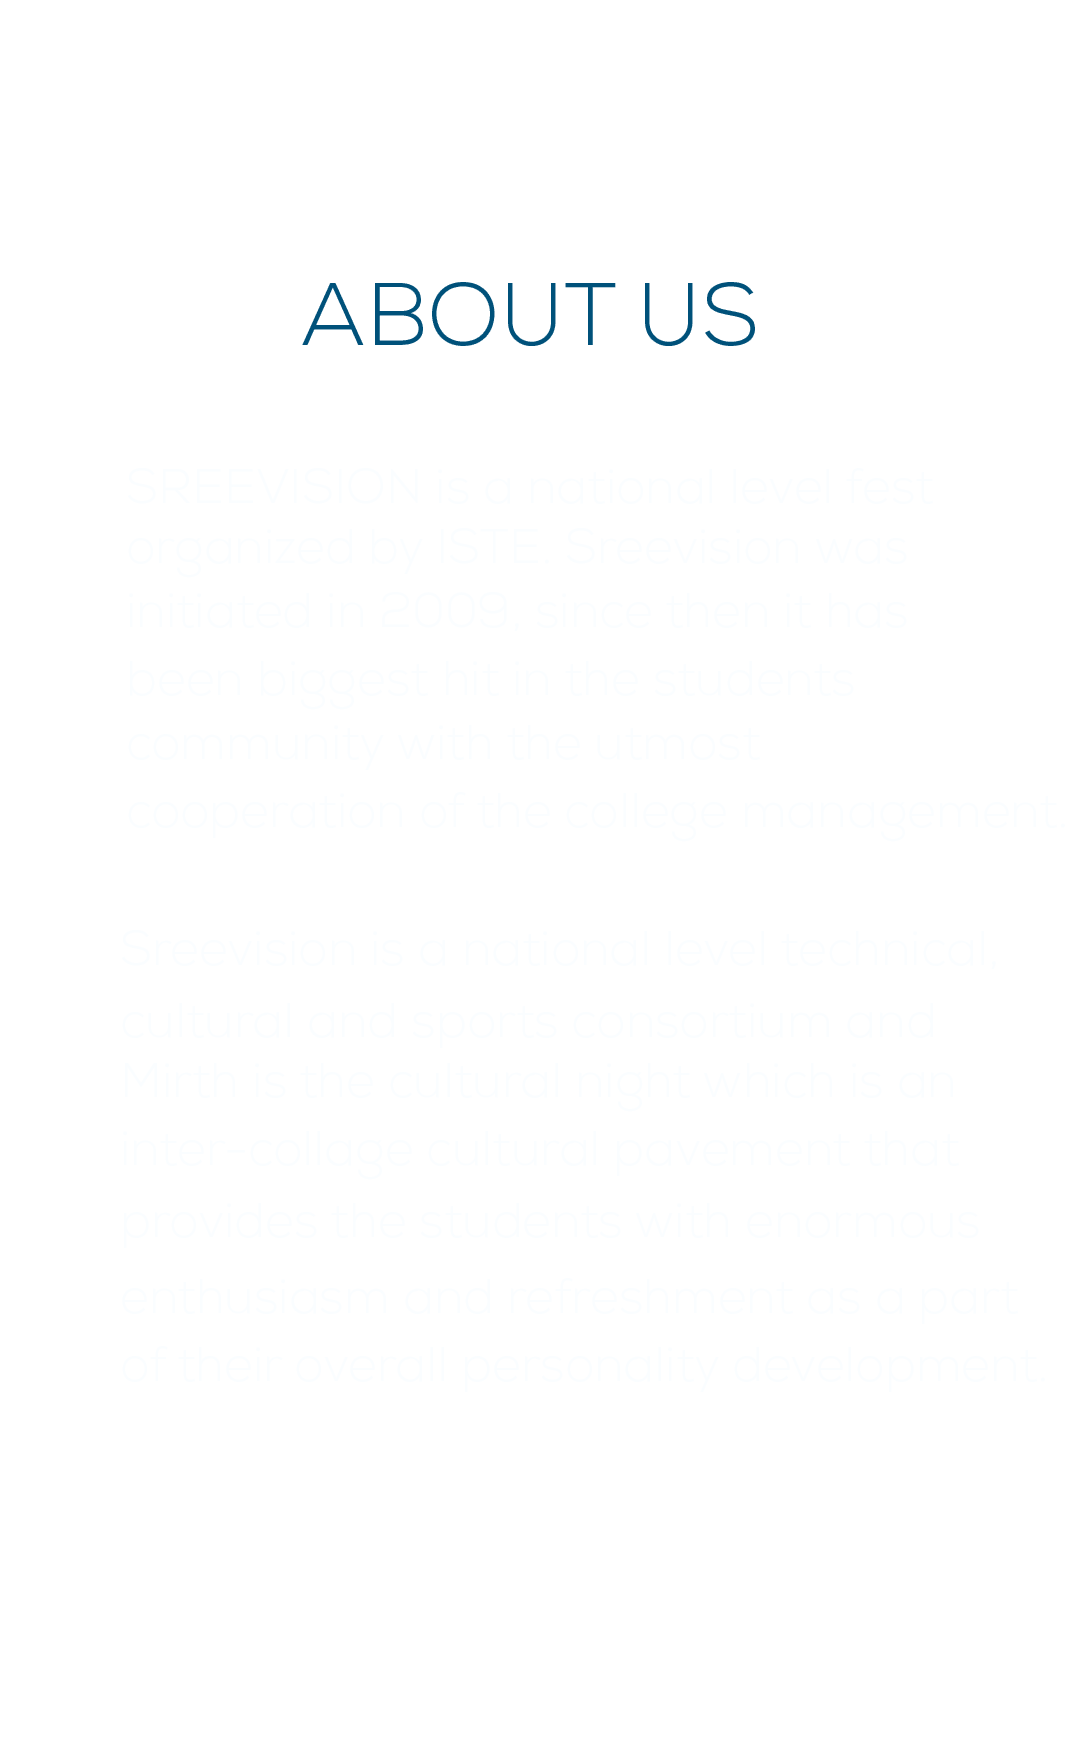 ABOUT US
SREEVISION is a national level fest
organized by ISTE. Sreevision was
initiated in 2009, since then it has
been biggest hit in the students
community with the utmost
cooperation of the college management.
Sreevision is a national level technical,
cultural and sports consortium and
Mirth is the cultural night which is an
inter-collage cultural pavement that
provides the students with enormous
enthusiasm and refreshment as a part
of their overall personality development.